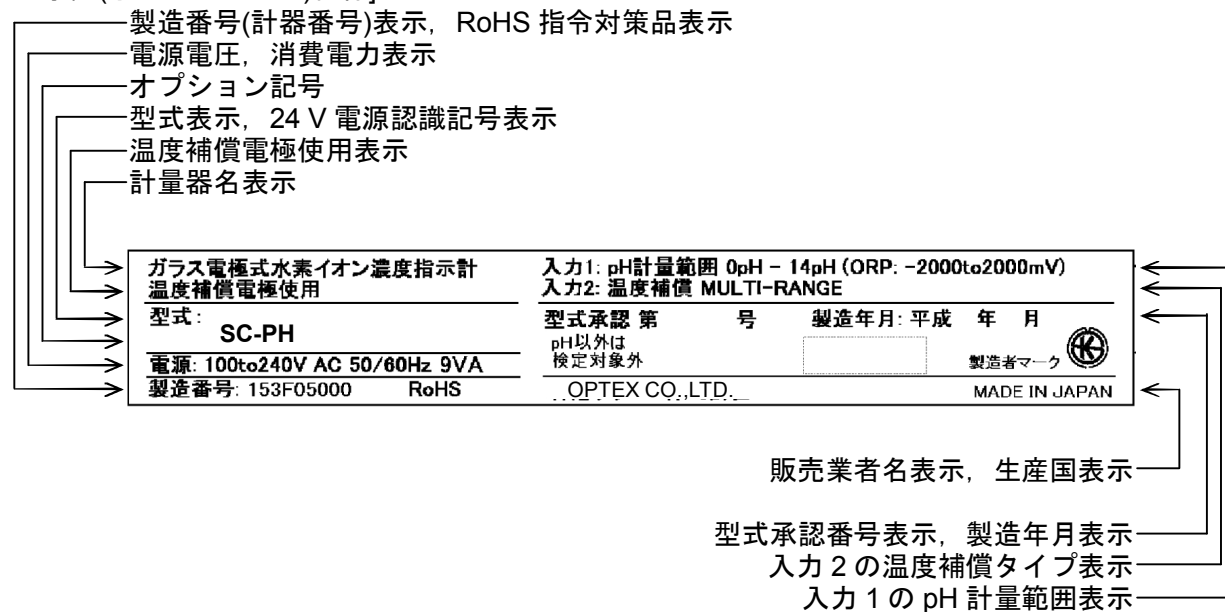 製造番号(計器番号)表示, RoHS 指令対策品表示
電源電圧, 消費電力表示
オプション記号
型式表示, 24 V 電源認識記号表示
温度補償電極使用表示
計量器名表示
ガラス電極式水素イオン濃度指示計
温度補償電極使用
型式:
SC-PH
電源: 100to240V AC 50/60Hz 9VA
製造番号: 153F05000 RoHS
入力1: pH計量範囲 0pH - 14pH (ORP: -2000to2000mV)
入力2: 温度補償 MULTI-RANGE
型式承認 第 号 製造年月: 平成 年 月
pH以外は
検定対象外
製造者マーク
OPTEX CO.,LTD.
MADE IN JAPAN
販売業者名表示, 生産国表示
型式承認番号表示, 製造年月表示
入力 2 の温度補償タイプ表示
入力 1 の pH 計量範囲表示